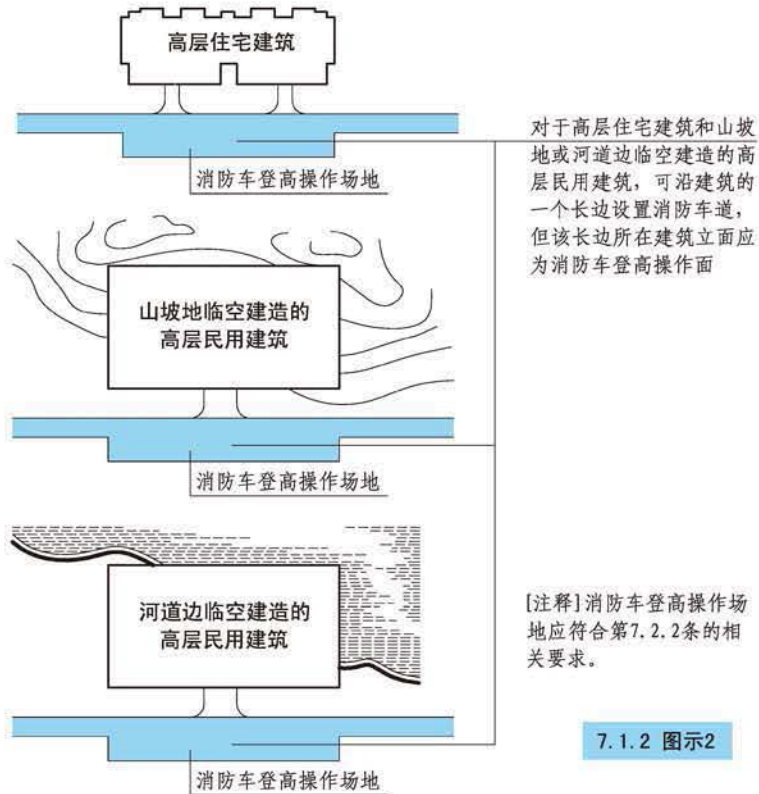 高层住宅建筑
消防车登高操作场地
对于高层住宅建筑和山坡
地或河道边临空建造的高
层民用建筑，可沿建筑的
一个长边设置消防车道，
但该长边所在建筑立面应
为消防车登高操作面
山坡地临空建造的
高层民用建筑
消防车登高操作场地
河道边临空建造的
高层民用建筑
消防车登高操作场地
[注释]消防车登高操作场
地应符合第7.2.2条的相
关要求。
7.1.2 图示2